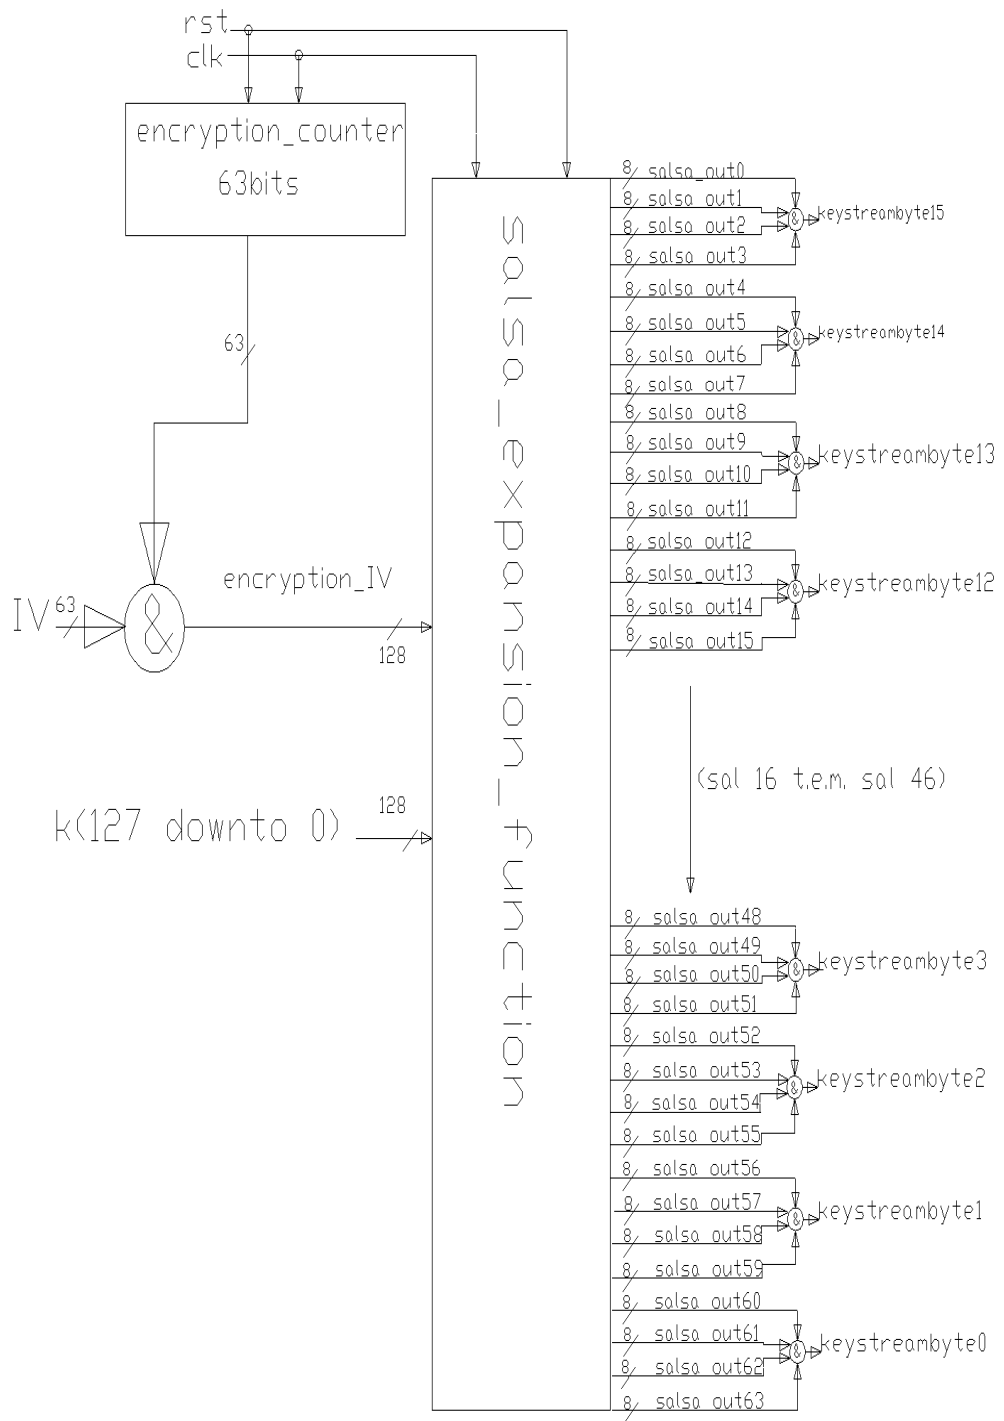 rst
clk
encryption_counter
63bits
63
IV
63
&
encryption_IV
128
k(127 downto 0)
128
salsa_expansion_function
8 salsa_out0
8 salsa_out1
8 salsa_out2
8 salsa_out3
& keystreambyte15
8 salsa_out4
8 salsa_out5
8 salsa_out6
8 salsa_out7
& keystreambyte14
8 salsa_out8
8 salsa_out9
8 salsa_out10
8 salsa_out11
& keystreambyte13
8 salsa_out12
8 salsa_out13
8 salsa_out14
8 salsa_out15
& keystreambyte12
(sal 16 t.e.m. sal 46)
8 salsa_out48
8 salsa_out49
8 salsa_out50
8 salsa_out51
& keystreambyte3
8 salsa_out52
8 salsa_out53
8 salsa_out54
8 salsa_out55
& keystreambyte2
8 salsa_out56
8 salsa_out57
8 salsa_out58
8 salsa_out59
& keystreambyte1
8 salsa_out60
8 salsa_out61
8 salsa_out62
8 salsa_out63
& keystreambyte0